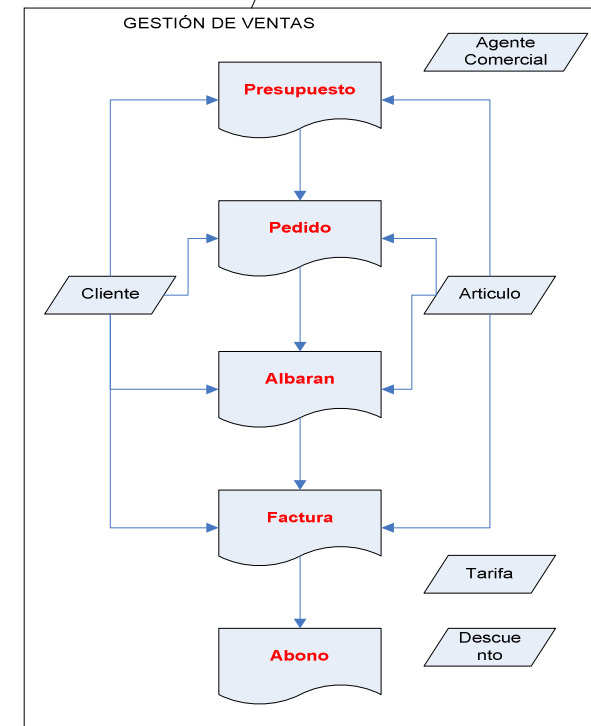 GESTIÓN DE VENTAS
Agente
Comercial
Presupuesto
Pedido
Cliente
Articulo
Albaran
Factura
Tarifa
Descue
nto
Abono